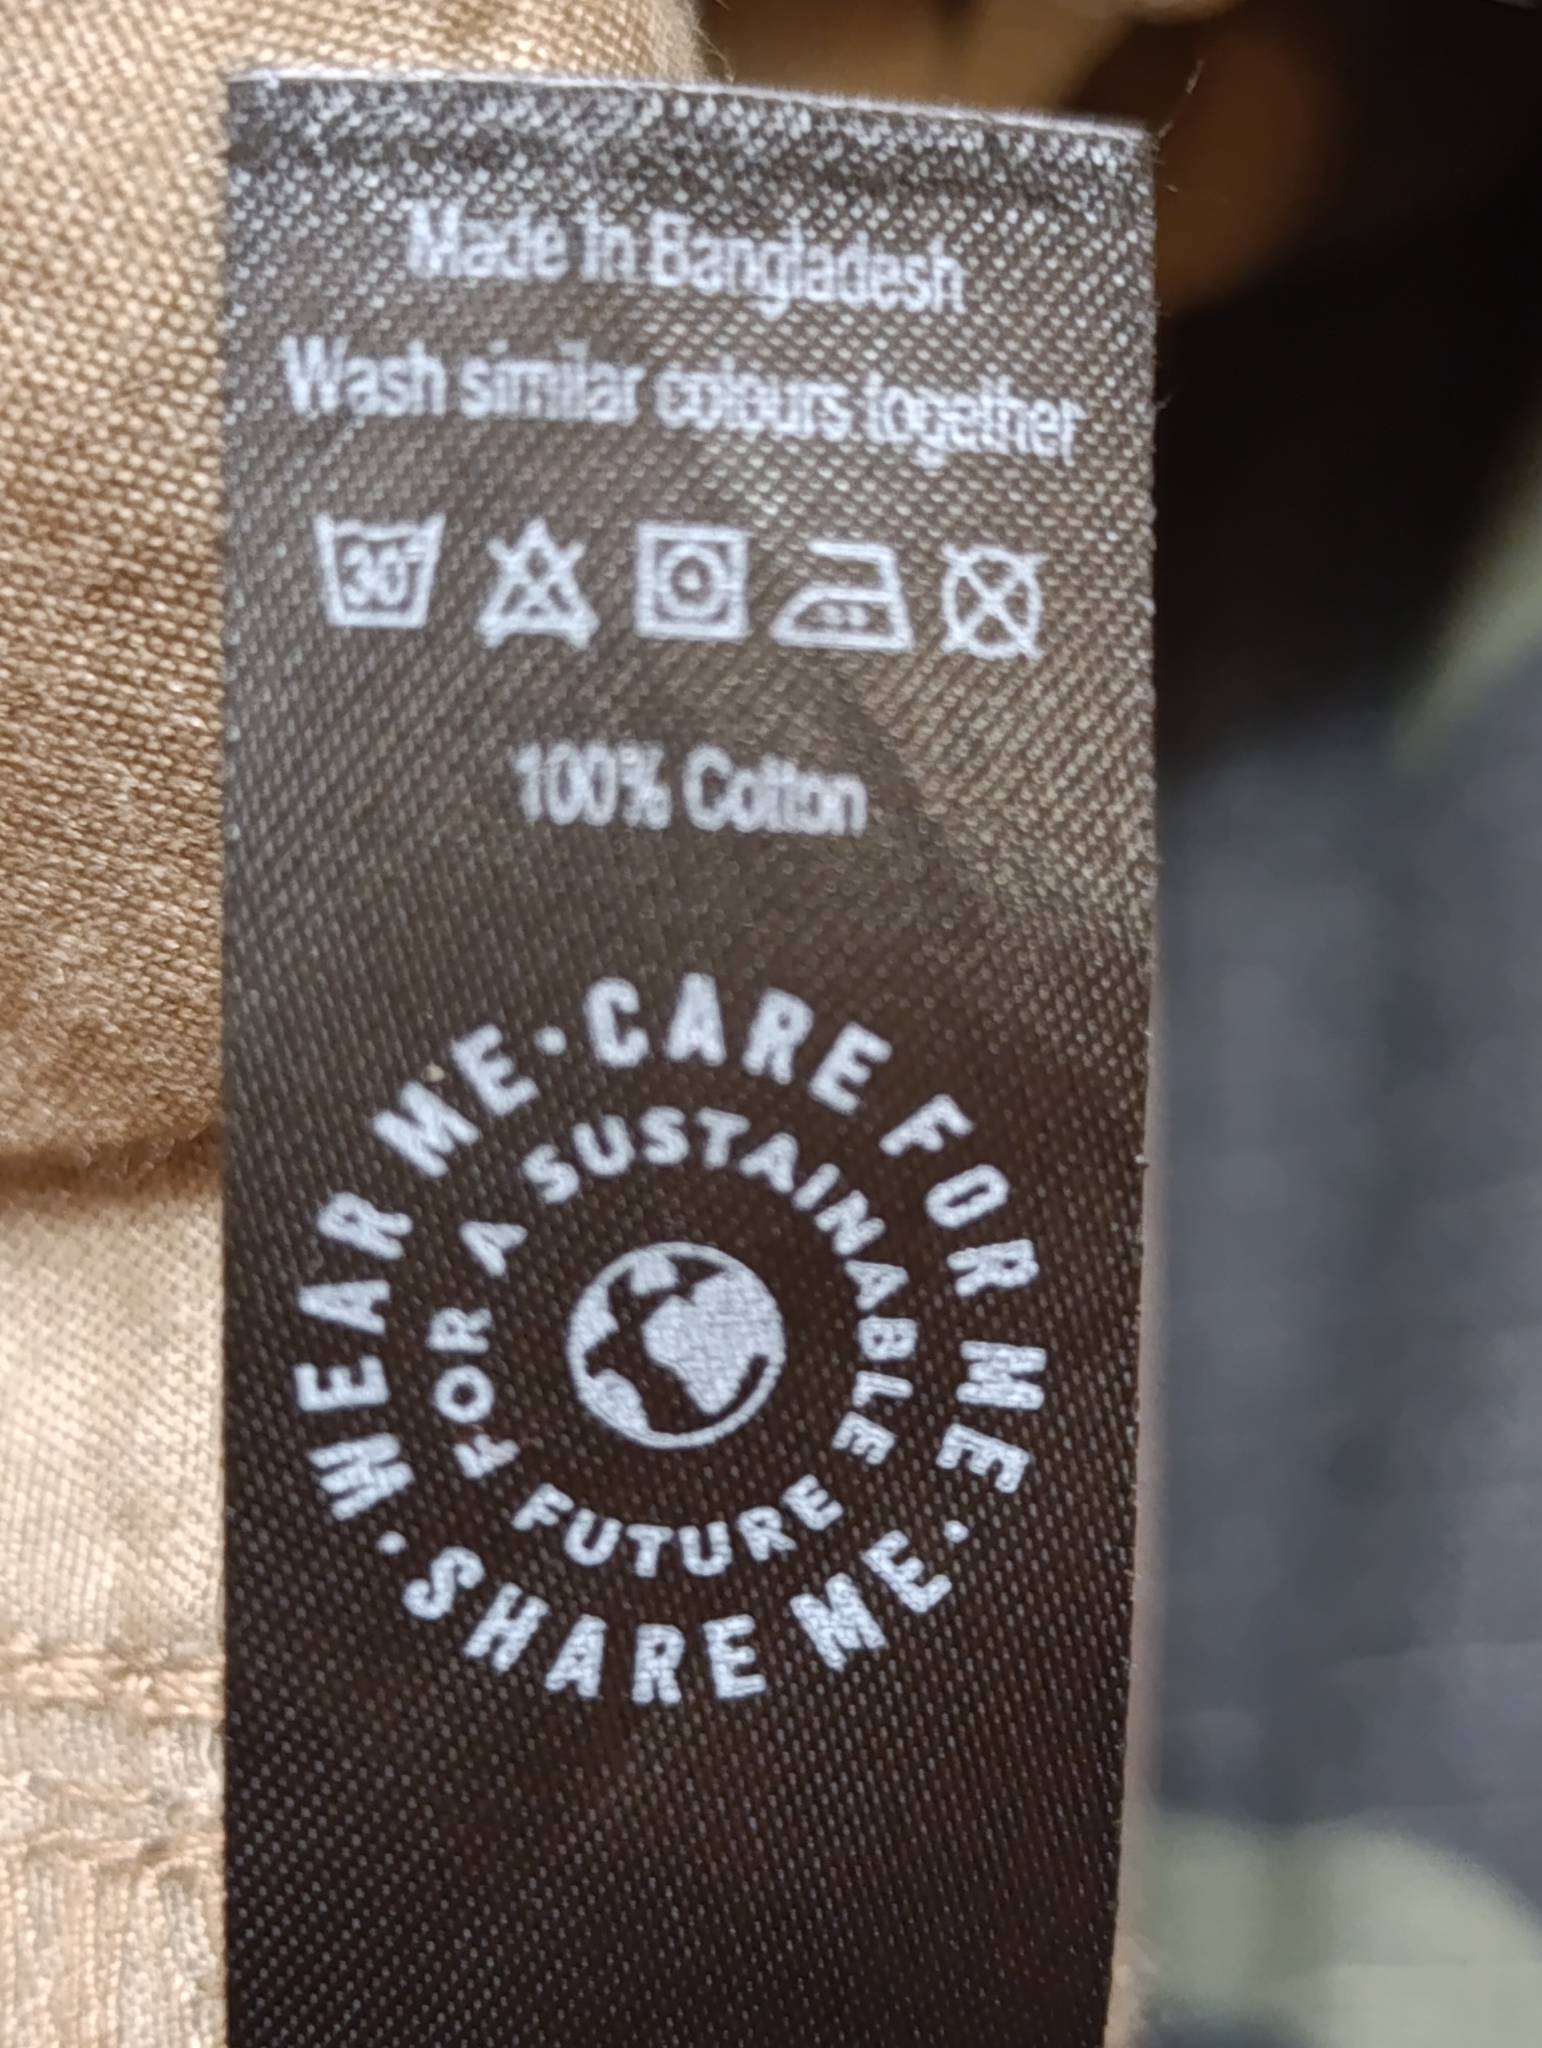 Made in Bangladesh
Wash similar colours together
30°
100% Cotton
WEAR ME · CARE FOR ME · SHARE ME ·
FOR A SUSTAINABLE FUTURE